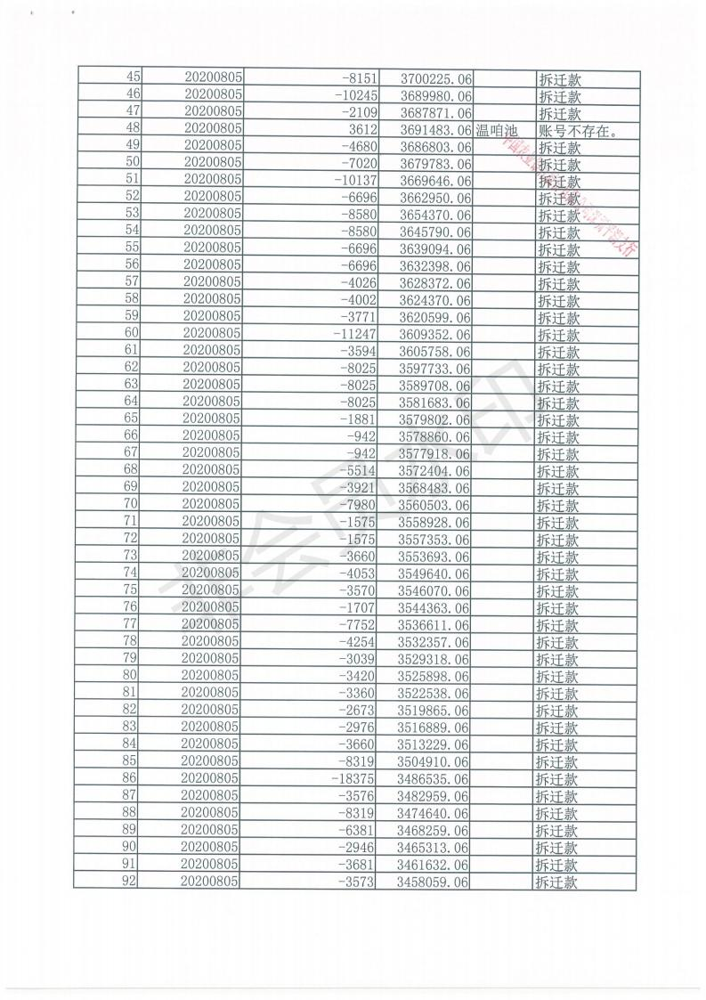 45 20200805 -8151 3700225.06 拆迁款
46 20200805 -10245 3689980.06 拆迁款
47 20200805 -2109 3687871.06 拆迁款
48 20200805 3612 3691483.06 温咱池 账号不存在。
49 20200805 -4680 3686803.06 拆迁款
50 20200805 -7020 3679783.06 拆迁款
51 20200805 -10137 3669646.06 拆迁款
52 20200805 -6696 3662950.06 拆迁款
53 20200805 -8580 3654370.06 拆迁款
54 20200805 -8580 3645790.06 拆迁款
55 20200805 -6696 3639094.06 拆迁款
56 20200805 -6696 3632398.06 拆迁款
57 20200805 -4026 3628372.06 拆迁款
58 20200805 -4002 3624370.06 拆迁款
59 20200805 -3771 3620599.06 拆迁款
60 20200805 -11247 3609352.06 拆迁款
61 20200805 -3594 3605758.06 拆迁款
62 20200805 -8025 3597733.06 拆迁款
63 20200805 -8025 3589708.06 拆迁款
64 20200805 -8025 3581683.06 拆迁款
65 20200805 -1881 3579802.06 拆迁款
66 20200805 -942 3578860.06 拆迁款
67 20200805 -942 3577918.06 拆迁款
68 20200805 -5514 3572404.06 拆迁款
69 20200805 -3921 3568483.06 拆迁款
70 20200805 -7980 3560503.06 拆迁款
71 20200805 -1575 3558928.06 拆迁款
72 20200805 -1575 3557353.06 拆迁款
73 20200805 -3660 3553693.06 拆迁款
74 20200805 -4053 3549640.06 拆迁款
75 20200805 -3570 3546070.06 拆迁款
76 20200805 -1707 3544363.06 拆迁款
77 20200805 -7752 3536611.06 拆迁款
78 20200805 -4254 3532357.06 拆迁款
79 20200805 -3039 3529318.06 拆迁款
80 20200805 -3420 3525898.06 拆迁款
81 20200805 -3360 3522538.06 拆迁款
82 20200805 -2673 3519865.06 拆迁款
83 20200805 -2976 3516889.06 拆迁款
84 20200805 -3660 3513229.06 拆迁款
85 20200805 -8319 3504910.06 拆迁款
86 20200805 -18375 3486535.06 拆迁款
87 20200805 -3576 3482959.06 拆迁款
88 20200805 -8319 3474640.06 拆迁款
89 20200805 -6381 3468259.06 拆迁款
90 20200805 -2946 3465313.06 拆迁款
91 20200805 -3681 3461632.06 拆迁款
92 20200805 -3573 3458059.06 拆迁款
非会员水印